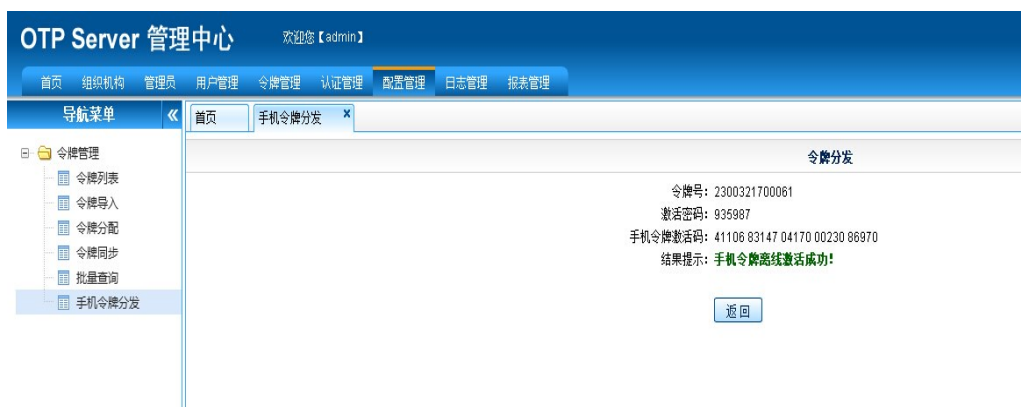 OTP Server 管理中心 欢迎您【admin】
首页 组织机构 管理员 用户管理 令牌管理 认证管理 配置管理 日志管理 报表管理
导航菜单 《 首页 手机令牌分发 ×
令牌管理
令牌列表
令牌导入
令牌分配
令牌同步
批量查询
手机令牌分发
令牌分发
令牌号: 2300321700061
激活密码: 935987
手机令牌激活码: 41106 83147 04170 00230 86970
结果提示: 手机令牌离线激活成功!
返回